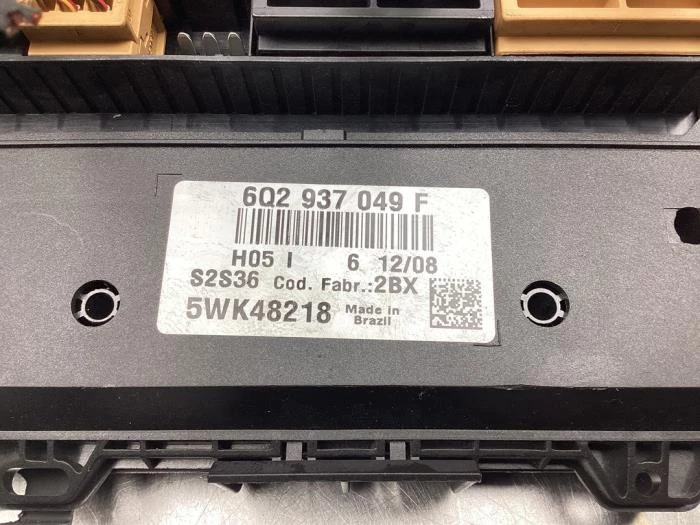 6Q2 937 049 F
H05 I 6 12/08
S2S36 Cod. Fabr.:2BX
5WK48218 Made in Brazil